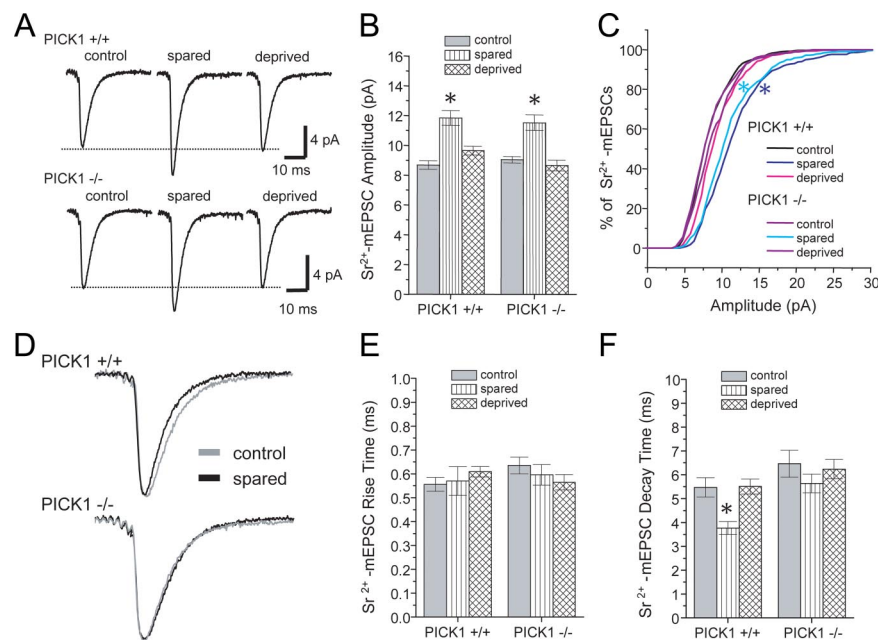 A
PICK1 +/+
control spared deprived
4 pA
10 ms
PICK1 -/-
control spared deprived
4 pA
10 ms
B
control
spared
deprived
Sr2+-mEPSC Amplitude (pA)
16
14
12
10
8
6
4
2
0
* *
PICK1 +/+ PICK1 -/-
C
% of Sr2+ -mEPSCs
100
80
60
40
20
0
* *
PICK1 +/+
control
spared
deprived
PICK1 -/-
control
spared
deprived
0 5 10 15 20 25 30
Amplitude (pA)
D
PICK1 +/+
control
spared
PICK1 -/-
E
control
spared
deprived
Sr 2+ -mEPSC Rise Time (ms)
1.0
0.9
0.8
0.7
0.6
0.5
0.4
0.3
0.2
0.1
0.0
PICK1 +/+ PICK1 -/-
F
control
spared
deprived
Sr 2+ -mEPSC Decay Time (ms)
10
9
8
7
6
5
4
3
2
1
0
*
PICK1 +/+ PICK1 -/-